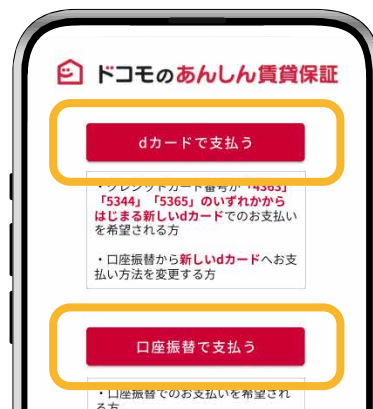 ドコモのあんしん賃貸保証
dカードで支払う
・クレジットカード番号が「4363」
「5344」「5365」のいずれかから
はじまる新しいdカードでのお支払い
を希望される方
・口座振替から新しいdカードへお支
払い方法を変更する方
口座振替で支払う
・口座振替でのお支払いを希望され
る方